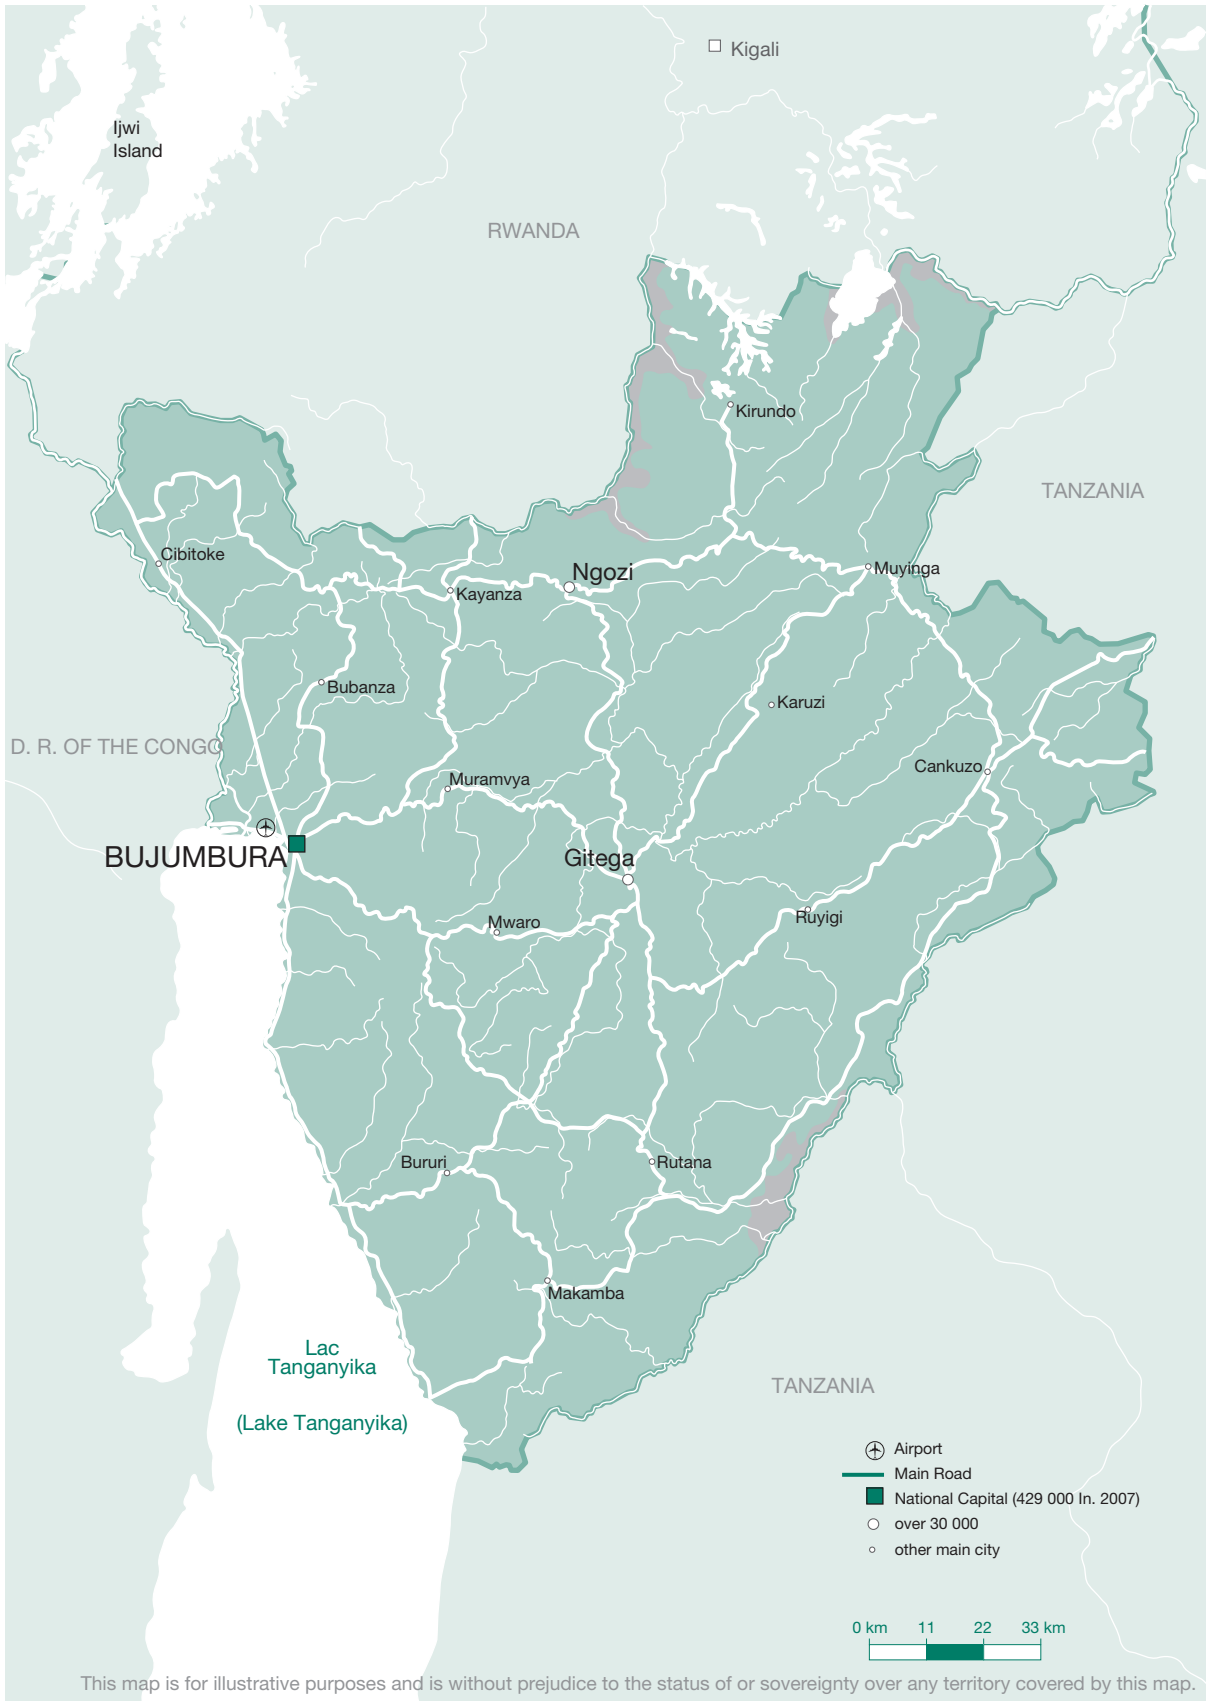 Kigali
Ijwi
Island
RWANDA
Kirundo
TANZANIA
Cibitoke
Ngozi
Muyinga
Kayanza
Bubanza
Karuzi
D. R. OF THE CONGO
Cankuzo
Muramvya
BUJUMBURA
Gitega
Ruyigi
Mwaro
Bururi
Rutana
Makamba
Lac
Tanganyika
(Lake Tanganyika)
TANZANIA
Airport
Main Road
National Capital (429 000 In. 2007)
over 30 000
other main city
0 km 11 22 33 km
This map is for illustrative purposes and is without prejudice to the status of or sovereignty over any territory covered by this map.